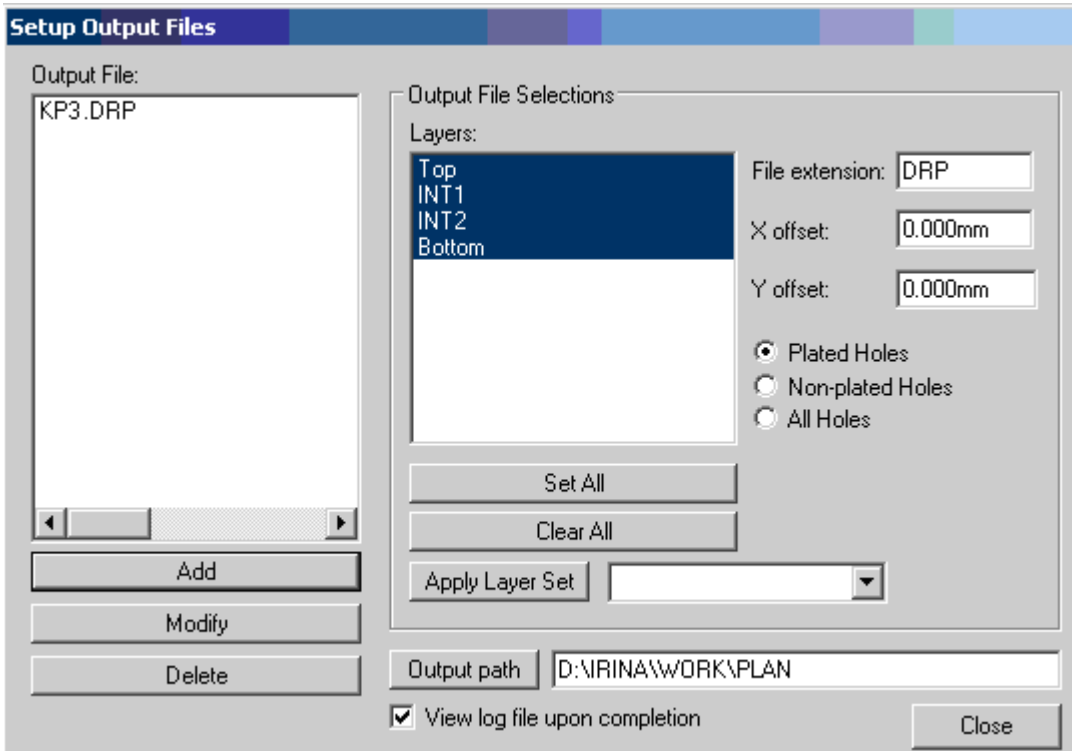 Setup Output Files
Output File:
KP3.DRP
Add
Modify
Delete
Output File Selections
Layers:
Top
INT1
INT2
Bottom
File extension: DRP
X offset: 0.000mm
Y offset: 0.000mm
Plated Holes
Non-plated Holes
All Holes
Set All
Clear All
Apply Layer Set
Output path D:\IRINA\WORK\PLAN
View log file upon completion
Close